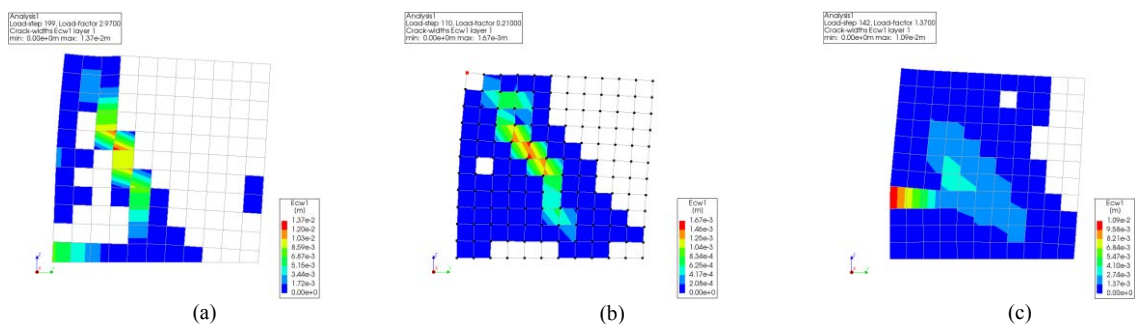 Analysis1
Load-step 199, Load-factor 2.9700
Crack-widths Ecw1 layer 1
min: 0.00e+0m max: 1.37e-2m
Ecw1
(m)
1.37e-2
1.20e-2
1.03e-2
8.59e-3
6.87e-3
5.15e-3
3.44e-3
1.72e-3
0.00e+0
Z
X
Y
(a)
Analysis1
Load-step 110, Load-factor 0.21000
Crack-widths Ecw1 layer 1
min: 0.00e+0m max: 1.67e-3m
Ecw1
(m)
1.67e-3
1.46e-3
1.25e-3
1.04e-3
8.34e-4
6.25e-4
4.17e-4
2.08e-4
0.00e+0
Z
X
Y
(b)
Analysis1
Load-step 142, Load-factor 1.3700
Crack-widths Ecw1 layer 1
min: 0.00e+0m max: 1.09e-2m
Ecw1
(m)
1.09e-2
9.58e-3
8.21e-3
6.84e-3
5.47e-3
4.10e-3
2.74e-3
1.37e-3
0.00e+0
Z
X
Y
(c)